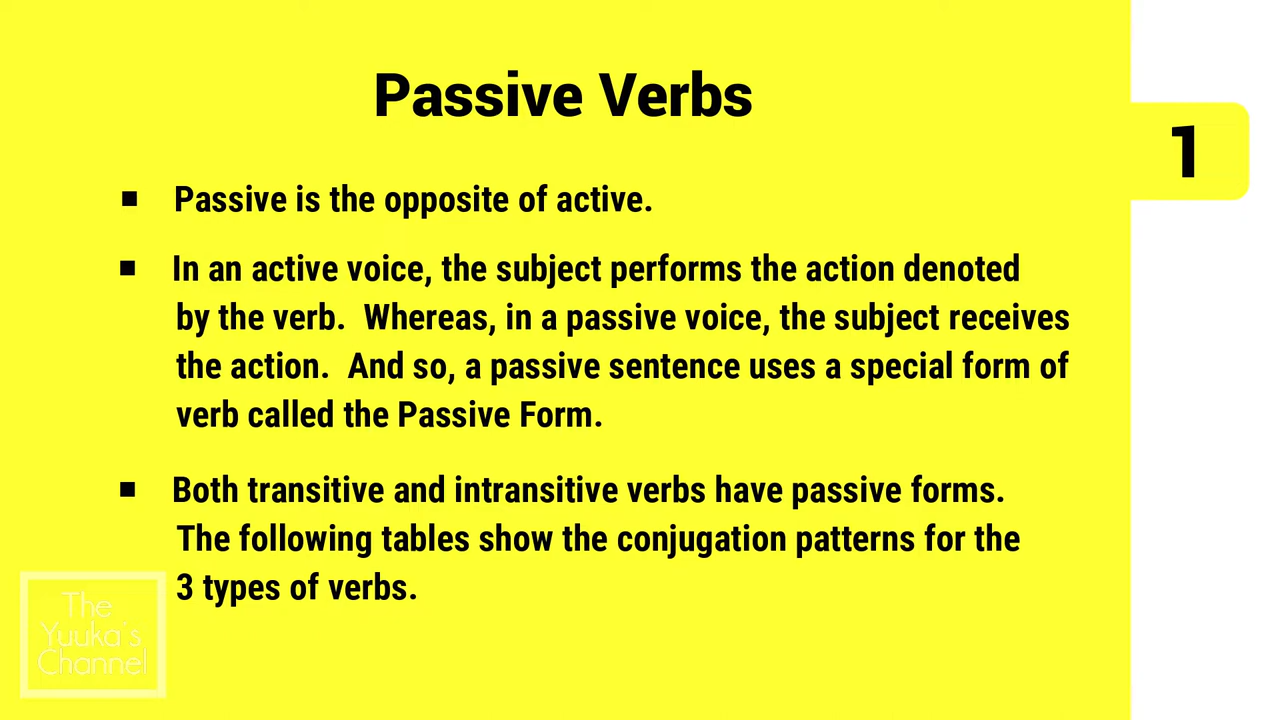 Passive Verbs
1
▪ Passive is the opposite of active.
▪ In an active voice, the subject performs the action denoted
by the verb.  Whereas, in a passive voice, the subject receives
the action.  And so, a passive sentence uses a special form of
verb called the Passive Form.
▪ Both transitive and intransitive verbs have passive forms.
The following tables show the conjugation patterns for the
3 types of verbs.
The
Yuuka's
Channel